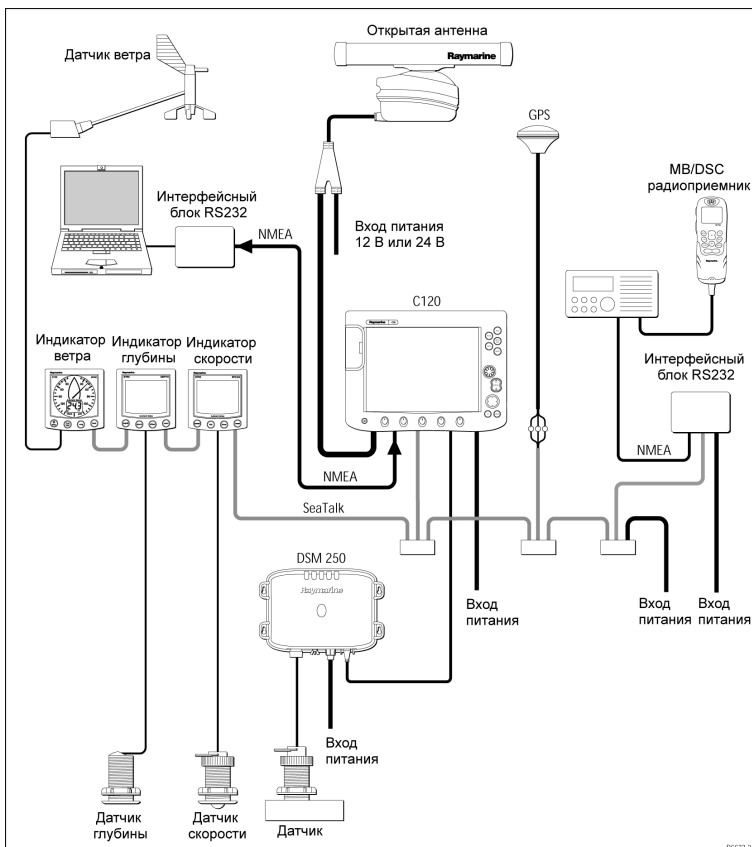 Открытая антенна
Датчик ветра
Raymarine
GPS
MB/DSC
радиоприемник
Интерфейсный
блок RS232
NMEA
Вход питания
12 В или 24 В
C120
Raymarine
Индикатор
ветра
Индикатор
глубины
Индикатор
скорости
Интерфейсный
блок RS232
NMEA
NMEA
SeaTalk
DSM 250
Raymarine
Вход
питания
Вход
питания
Вход
питания
Вход
питания
Датчик
глубины
Датчик
скорости
Датчик